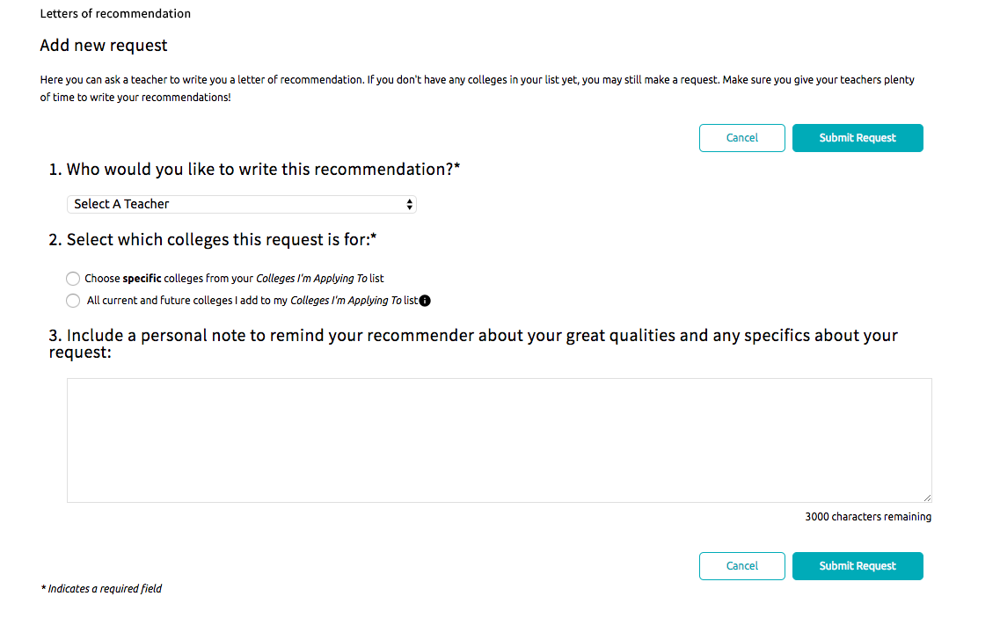 Letters of recommendation
Add new request
Here you can ask a teacher to write you a letter of recommendation. If you don't have any colleges in your list yet, you may still make a request. Make sure you give your teachers plenty
of time to write your recommendations!
Cancel
Submit Request
1. Who would you like to write this recommendation?*
Select A Teacher
2. Select which colleges this request is for:*
Choose specific colleges from your Colleges I'm Applying To list
All current and future colleges I add to my Colleges I'm Applying To list
3. Include a personal note to remind your recommender about your great qualities and any specifics about your
request:
3000 characters remaining
Cancel
Submit Request
* Indicates a required field